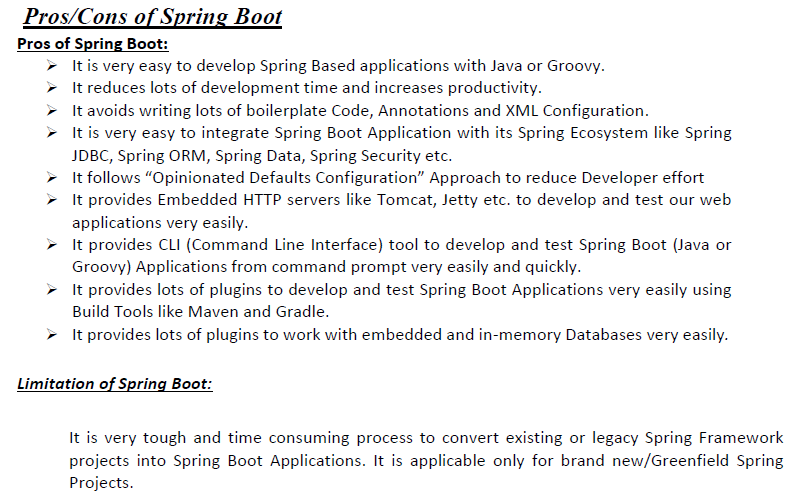 Pros/Cons of Spring Boot
Pros of Spring Boot:
➢ It is very easy to develop Spring Based applications with Java or Groovy.
➢ It reduces lots of development time and increases productivity.
➢ It avoids writing lots of boilerplate Code, Annotations and XML Configuration.
➢ It is very easy to integrate Spring Boot Application with its Spring Ecosystem like Spring
JDBC, Spring ORM, Spring Data, Spring Security etc.
➢ It follows “Opinionated Defaults Configuration” Approach to reduce Developer effort
➢ It provides Embedded HTTP servers like Tomcat, Jetty etc. to develop and test our web
applications very easily.
➢ It provides CLI (Command Line Interface) tool to develop and test Spring Boot (Java or
Groovy) Applications from command prompt very easily and quickly.
➢ It provides lots of plugins to develop and test Spring Boot Applications very easily using
Build Tools like Maven and Gradle.
➢ It provides lots of plugins to work with embedded and in-memory Databases very easily.
Limitation of Spring Boot:
It is very tough and time consuming process to convert existing or legacy Spring Framework
projects into Spring Boot Applications. It is applicable only for brand new/Greenfield Spring
Projects.